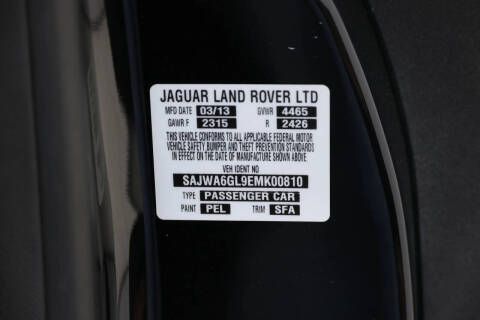 JAGUAR LAND ROVER LTD
MFD DATE 03/13 GVWR 4465
GAWR F 2315 R 2426
THIS VEHICLE CONFORMS TO ALL APPLICABLE FEDERAL MOTOR
VEHICLE SAFETY, BUMPER, AND THEFT PREVENTION STANDARDS
IN EFFECT ON THE DATE OF MANUFACTURE SHOWN ABOVE.
VEH IDENT NO
SAJWA6GL9EMK00810
TYPE PASSENGER CAR
PAINT PEL TRIM SFA